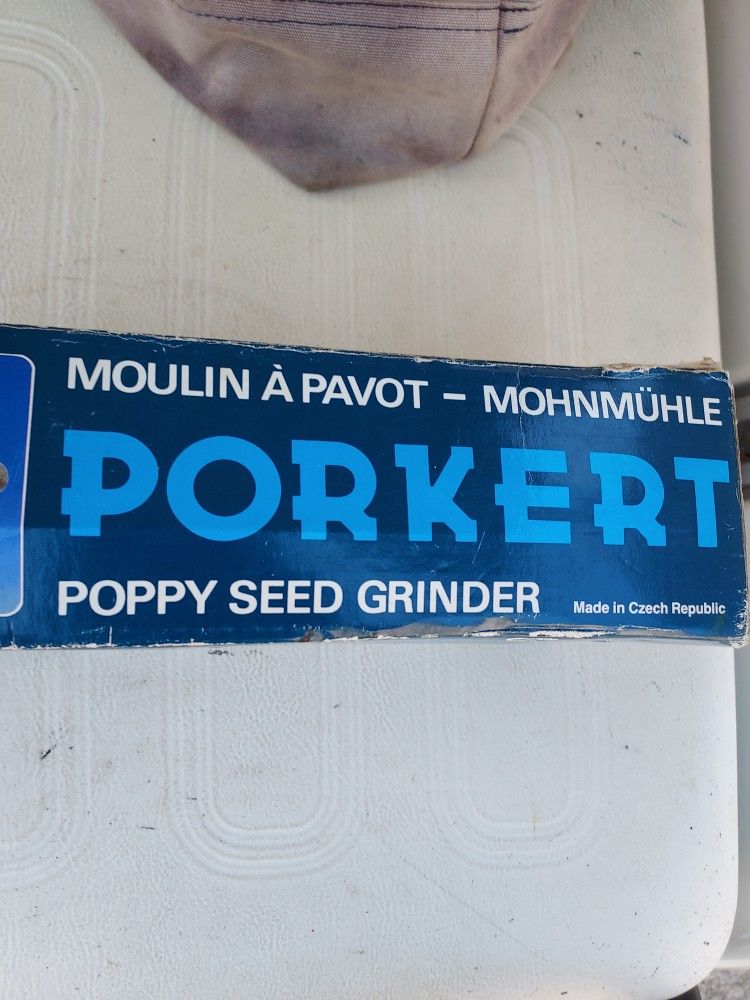 MOULIN À PAVOT – MOHNMÜHLE
PORKERT
POPPY SEED GRINDER Made in Czech Republic